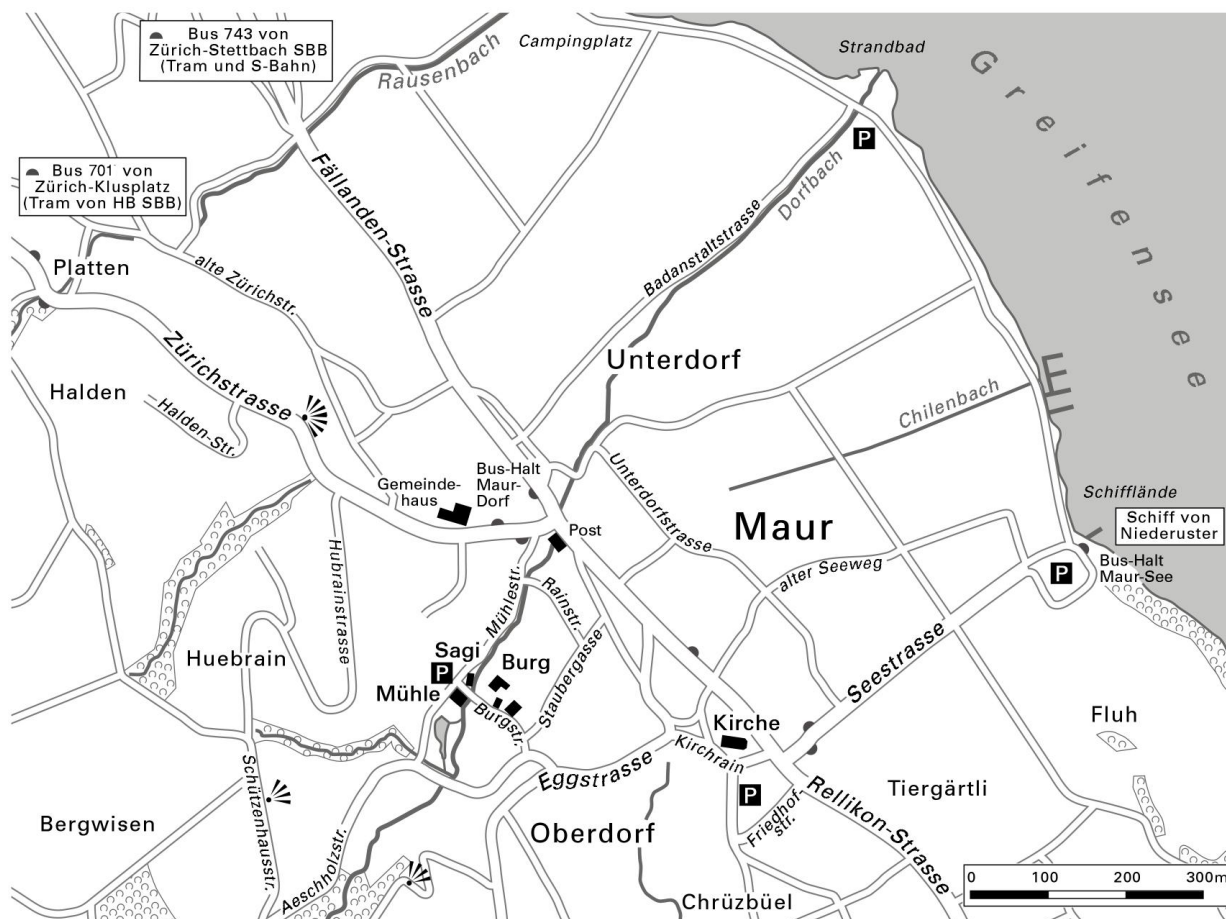 Bus 743 von
Zürich-Stettbach SBB
(Tram und S-Bahn)
Campingplatz
Strandbad
Rausenbach
Greifensee
P
Bus 701 von
Zürich-Klusplatz
(Tram von HB SBB)
Fällanden-Strasse
Dorfbach
Badanstaltstrasse
Platten
alte Zürichstr.
Zürichstrasse
Unterdorf
Halden
Halden-Str.
Chilenbach
Gemeinde-
haus
Bus-Halt
Maur-
Dorf
Unterdorfstrasse
Schifflände
Schiff von
Niederuster
Maur
Post
Bus-Halt
Maur-See
Hubrainstrasse
alter Seeweg
P
Mühlestr.
Rainstr.
Huebrain
Sagi
P
Burg
Mühle
Staubergasse
Seestrasse
Burgstr.
Kirche
Fluh
Kirchrain
Eggstrasse
Schützenhausstr.
P
Rellikon-Strasse
Tiergärtli
Bergwisen
Oberdorf
Friedhof-
str.
Aeschholzstr.
Chrüzbüel
0 100 200 300m